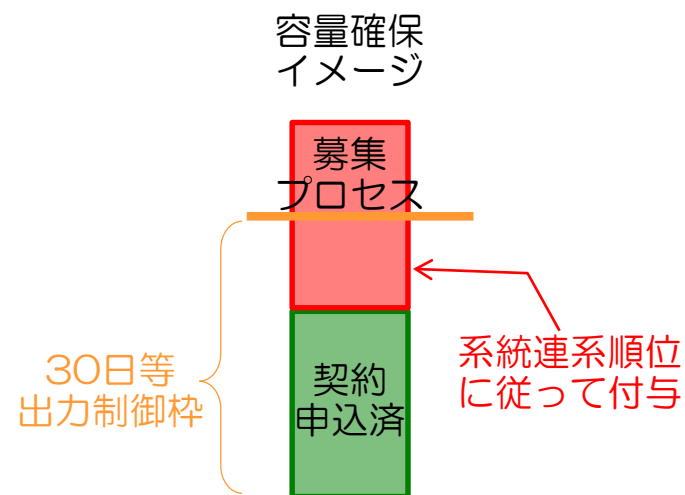 容量確保
イメージ
募集
プロセス
30日等
出力制御枠
契約
申込済
系統連系順位
に従って付与